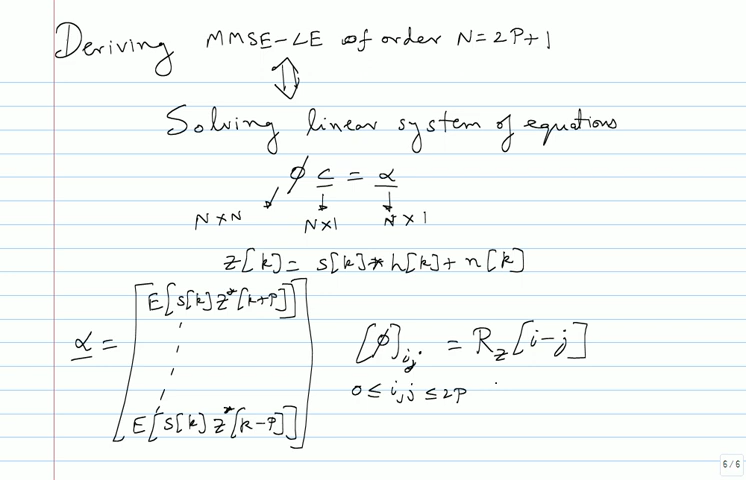 Deriving MMSE-LE of order N=2P+1
⇕
Solving linear system of equations
ϕ c = α
N×N N×1 N×1
z[k] = s[k]*h[k]+n[k]
α = [E[s[k]z*[k+P]] ⋮ E[s[k]z*[k-P]]]
[ϕ]i,j = Rz[i-j]
0 ≤ i,j ≤ 2P
6 / 6